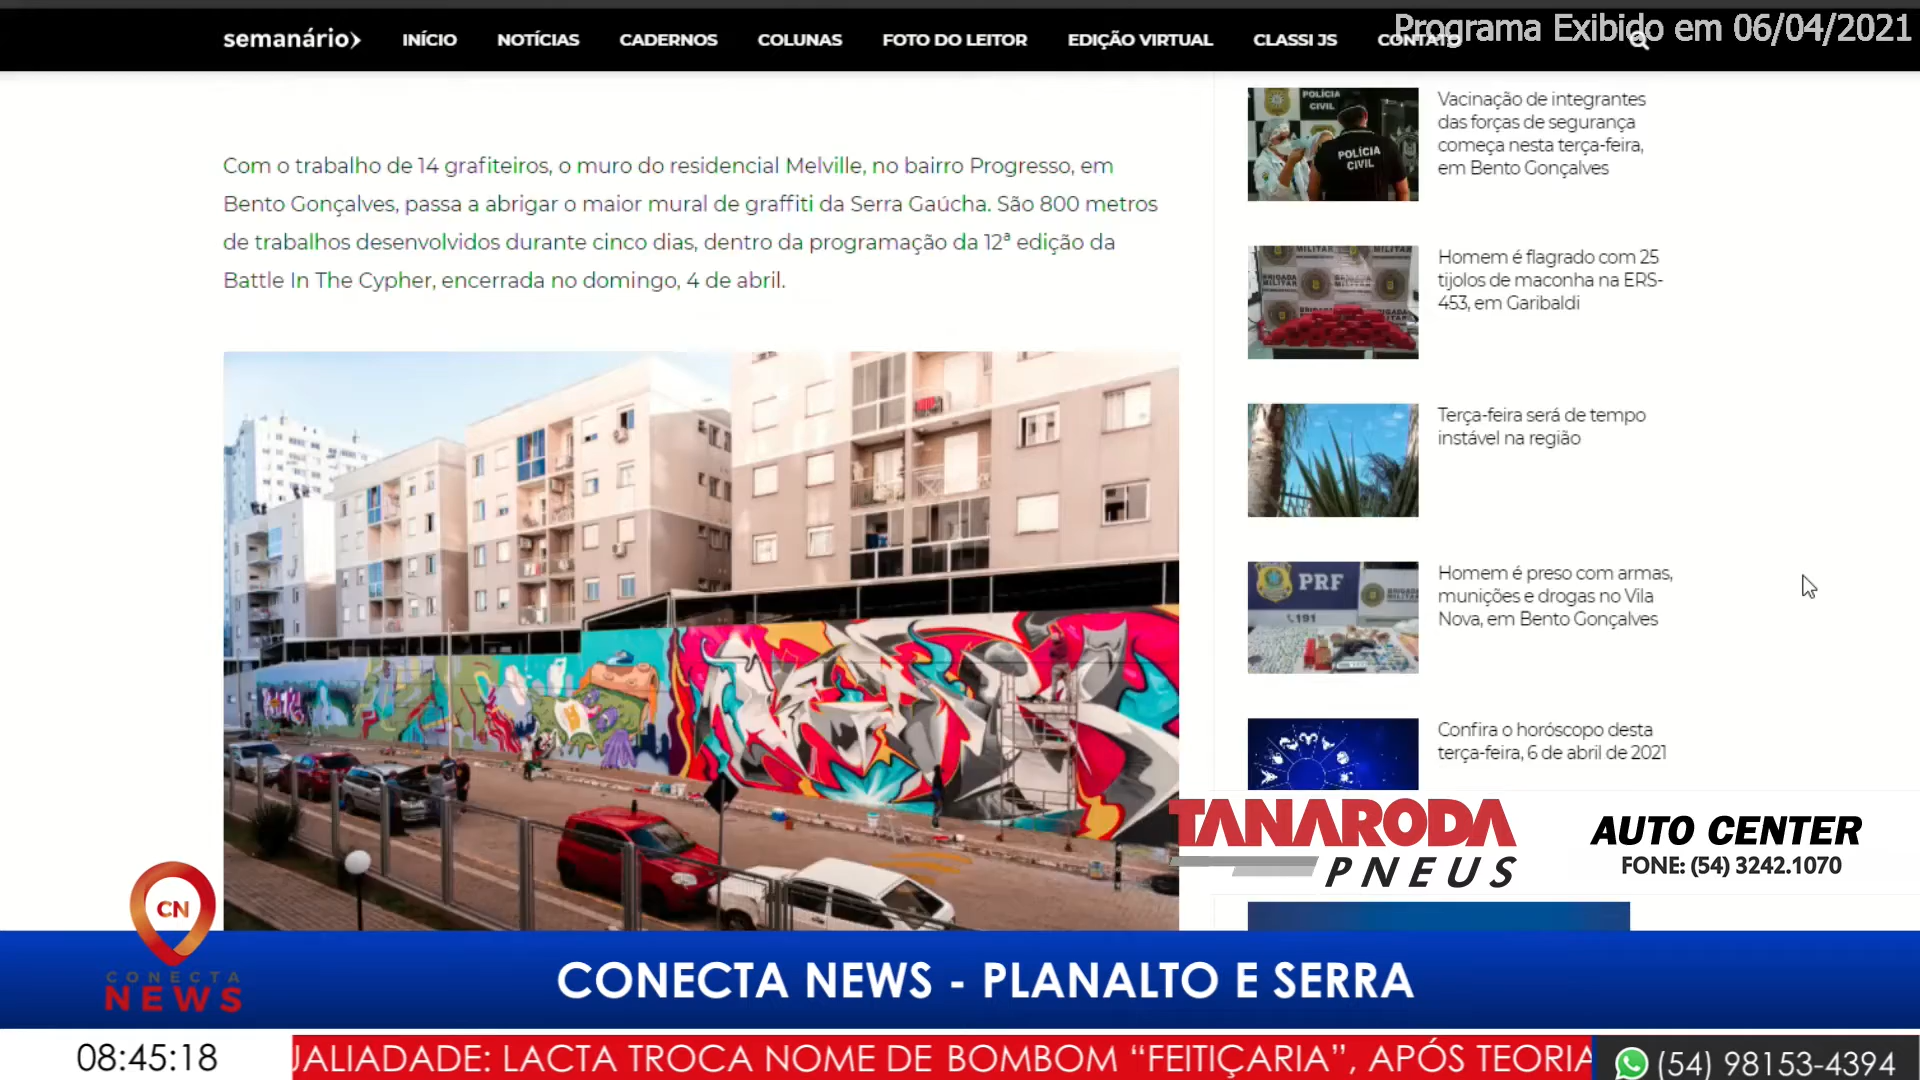 semanário
INÍCIO
NOTÍCIAS
CADERNOS
COLUNAS
FOTO DO LEITOR
EDIÇÃO VIRTUAL
CLASSI JS
CONTATO
Programa Exibido em 06/04/2021
Com o trabalho de 14 grafiteiros, o muro do residencial Melville, no bairro Progresso, em
Bento Gonçalves, passa a abrigar o maior mural de graffiti da Serra Gaúcha. São 800 metros
de trabalhos desenvolvidos durante cinco dias, dentro da programação da 12ª edição da
Battle In The Cypher, encerrada no domingo, 4 de abril.
POLÍCIA
CIVIL
POLÍCIA
CIVIL
Vacinação de integrantes
das forças de segurança
começa nesta terça-feira,
em Bento Gonçalves
Homem é flagrado com 25
tijolos de maconha na ERS-
453, em Garibaldi
Terça-feira será de tempo
instável na região
PRF
191
Homem é preso com armas,
munições e drogas no Vila
Nova, em Bento Gonçalves
Confira o horóscopo desta
terça-feira, 6 de abril de 2021
TANARODA
PNEUS
AUTO CENTER
FONE: (54) 3242.1070
CN
CONECTA
NEWS
CONECTA NEWS - PLANALTO E SERRA
08:45:18
JALIADADE: LACTA TROCA NOME DE BOMBOM “FEITIÇARIA”, APÓS TEORIA
(54) 98153-4394